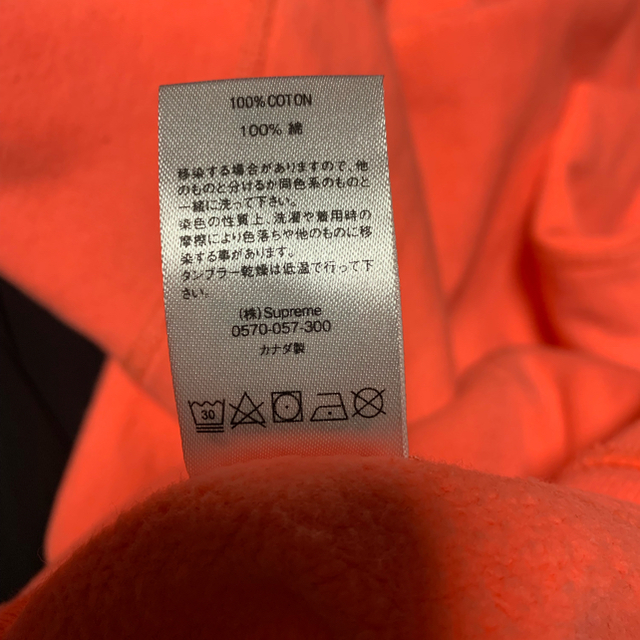 100%COTON
100% 綿
移染する場合がありますので、他
のものと分けるか同色系のものと
一緒に洗って下さい。
染色の性質上、洗濯や着用時の
摩擦により色落ちや他のものに移
染する事がございます。
タンブラー乾燥は低温で行って下
さい。
(株)Supreme
0570-057-300
カナダ製
30